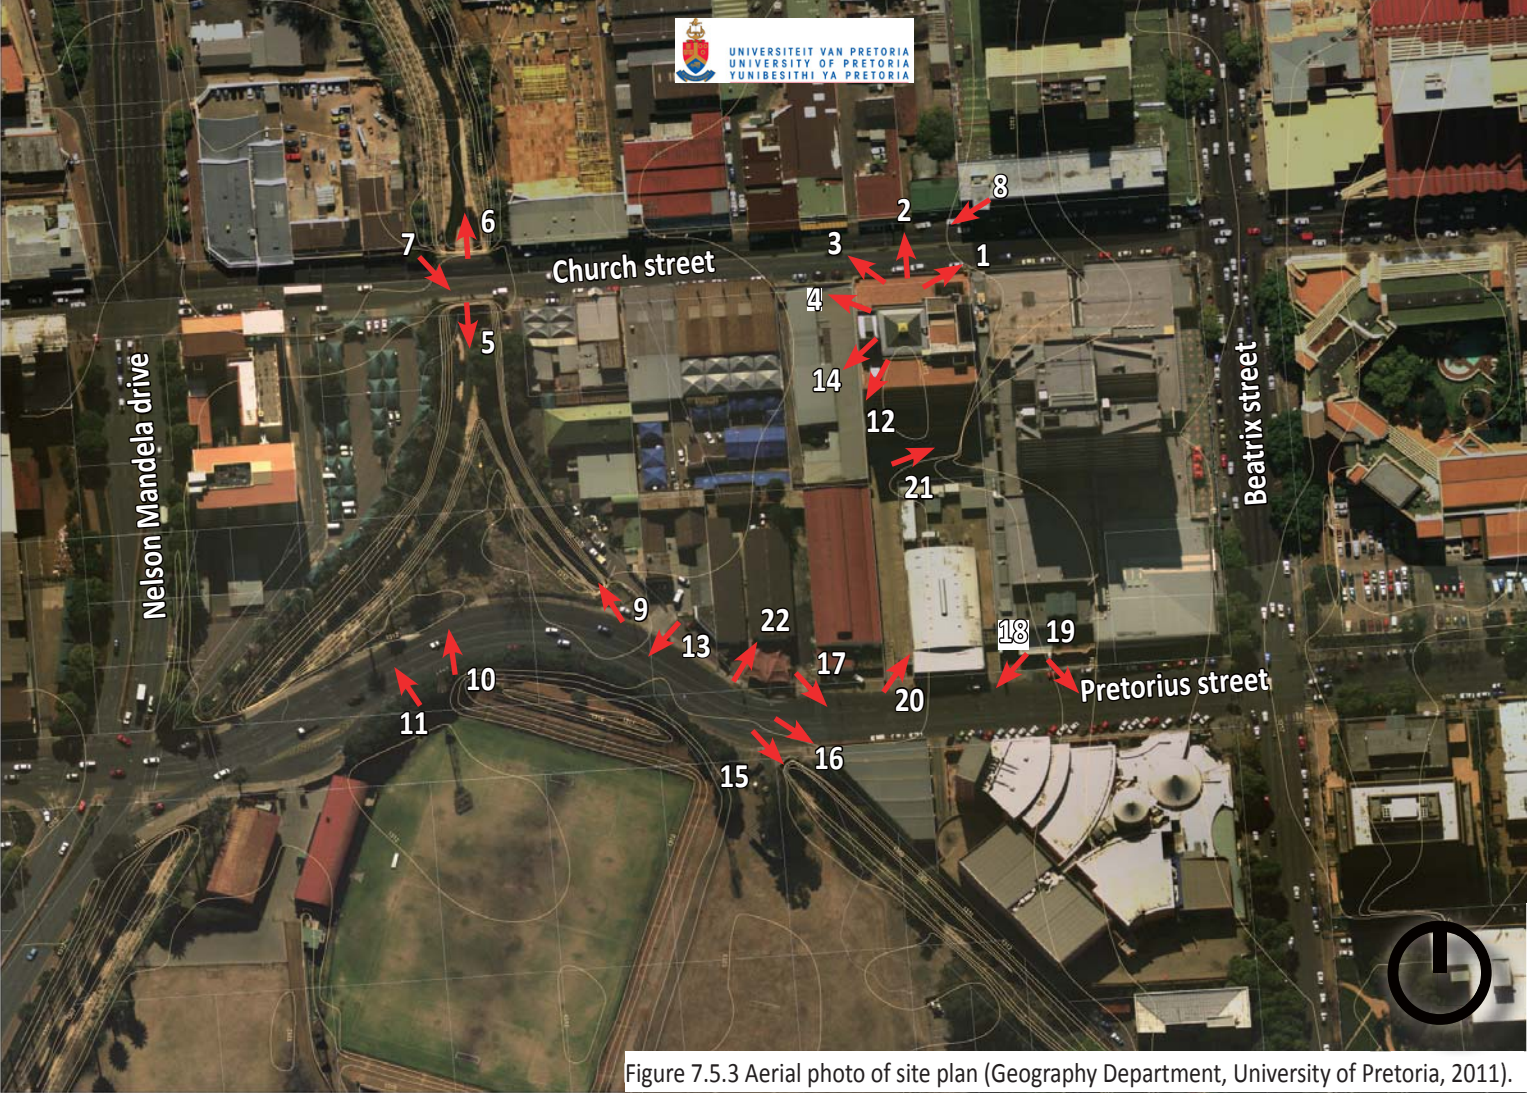 UNIVERSITEIT VAN PRETORIA
UNIVERSITY OF PRETORIA
YUNIBESITHI YA PRETORIA
8
2
6
7
3
1
Church street
4
5
14
12
Nelson Mandela drive
Beatrix street
21
9
22
13
18
19
17
10
Pretorius street
20
11
16
15
Figure 7.5.3 Aerial photo of site plan (Geography Department, University of Pretoria, 2011).